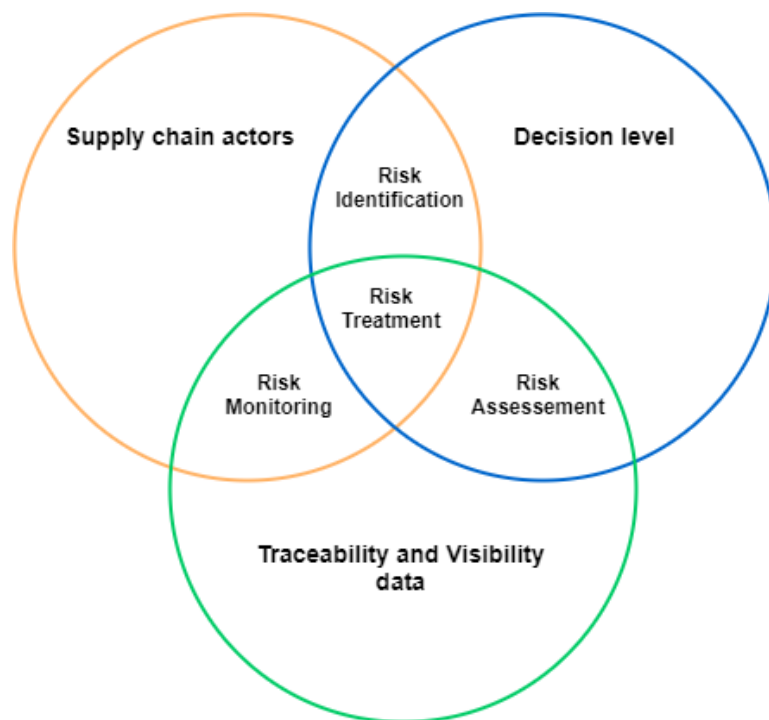 Supply chain actors
Decision level
Risk
Identification
Risk
Treatment
Risk
Monitoring
Risk
Assessement
Traceability and Visibility
data